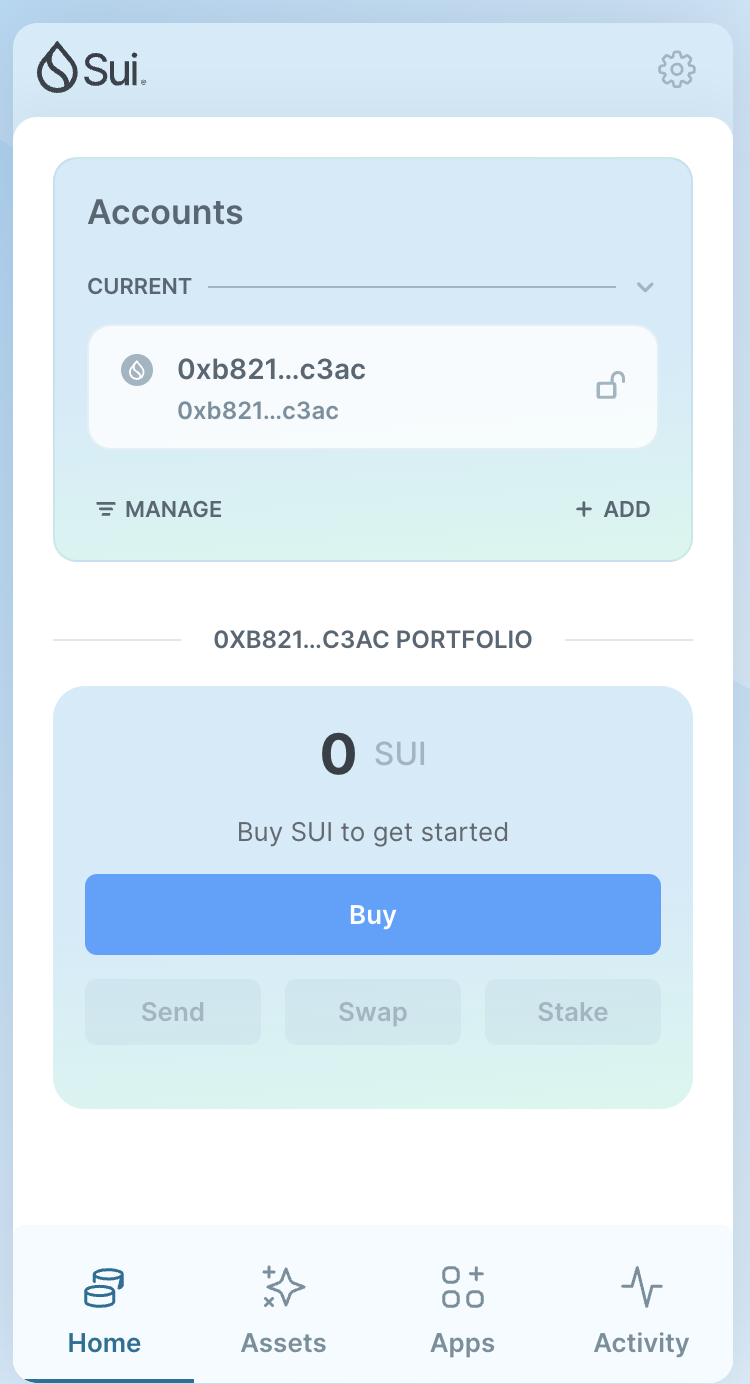 Sui
Accounts
CURRENT
0xb821...c3ac
0xb821...c3ac
MANAGE
+ ADD
0XB821...C3AC PORTFOLIO
0 SUI
Buy SUI to get started
Buy
Send Swap Stake
Home Assets Apps Activity